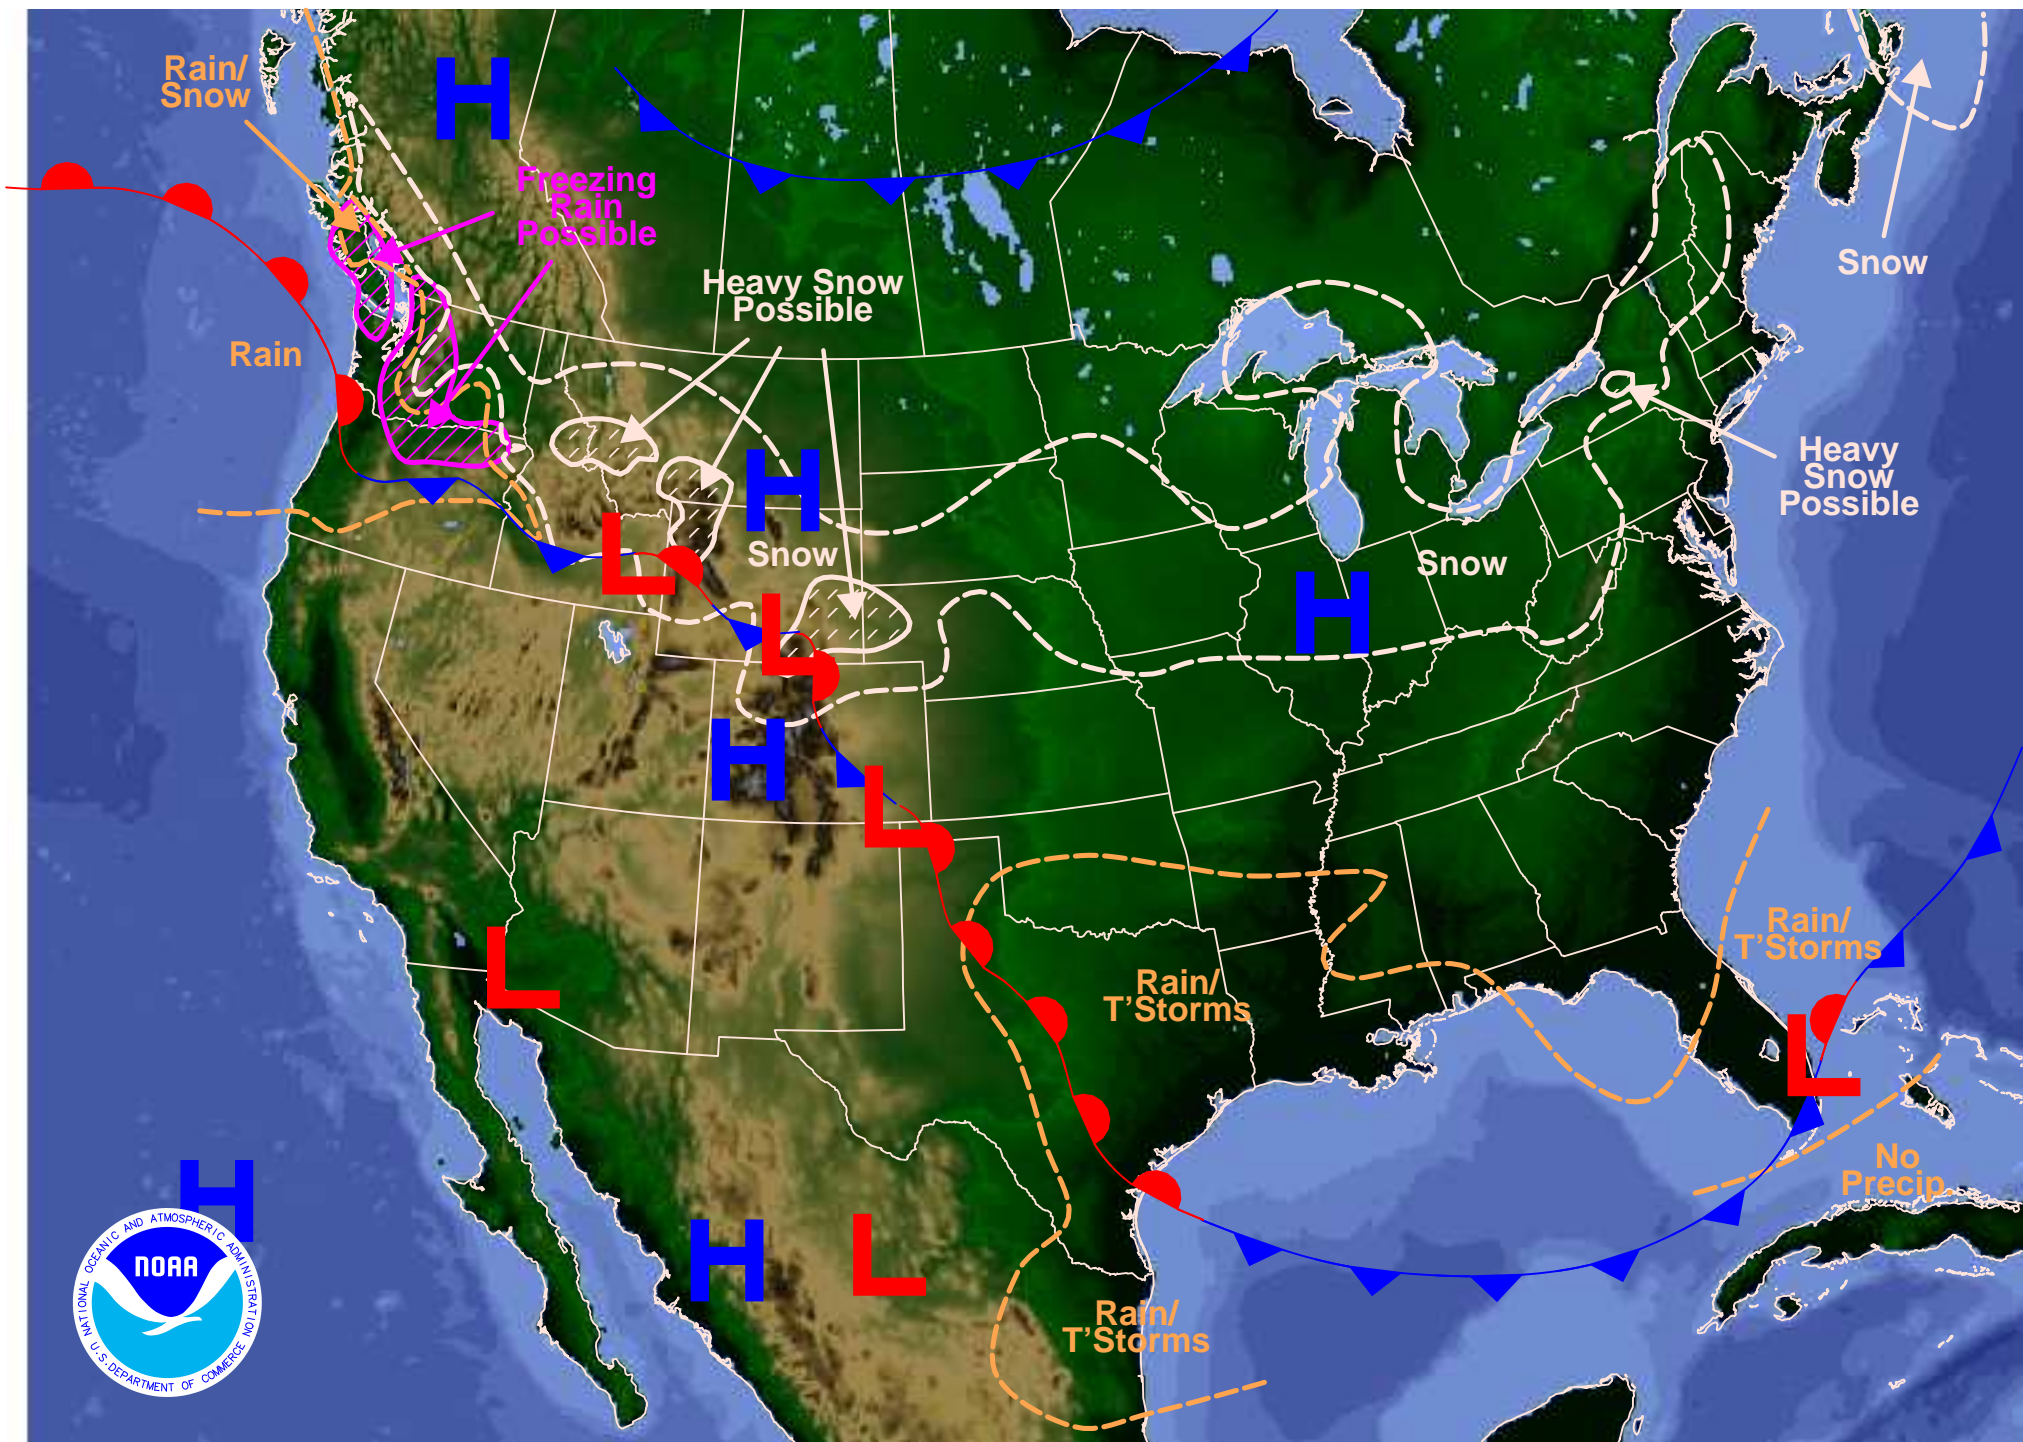 Rain/
Snow
H
Freezing
Rain
Possible
Heavy Snow
Possible
Snow
Rain
Heavy
Snow
Possible
H
Snow
L
Snow
H
L
H
L
Rain/
T'Storms
L
Rain/
T'Storms
L
No
Precip.
H
H
L
Rain/
T'Storms
NATIONAL OCEANIC AND ATMOSPHERIC ADMINISTRATION
NOAA
U.S. DEPARTMENT OF COMMERCE